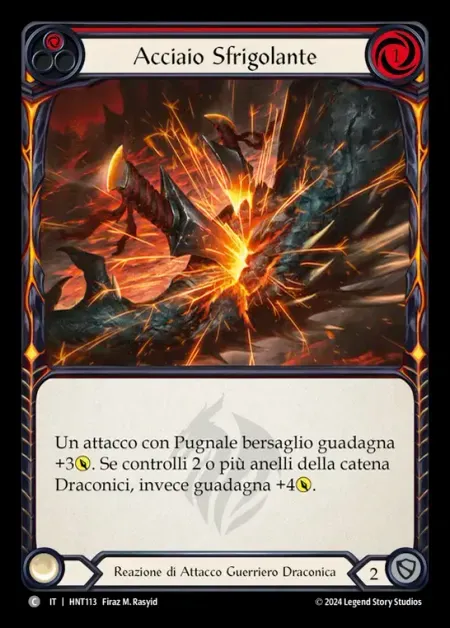 Acciaio Sfrigolante
1
Un attacco con Pugnale bersaglio guadagna
+3. Se controlli 2 o più anelli della catena
Draconici, invece guadagna +4.
Reazione di Attacco Guerriero Draconica
2
C IT | HNT113 Firaz M. Rasyid
© 2024 Legend Story Studios